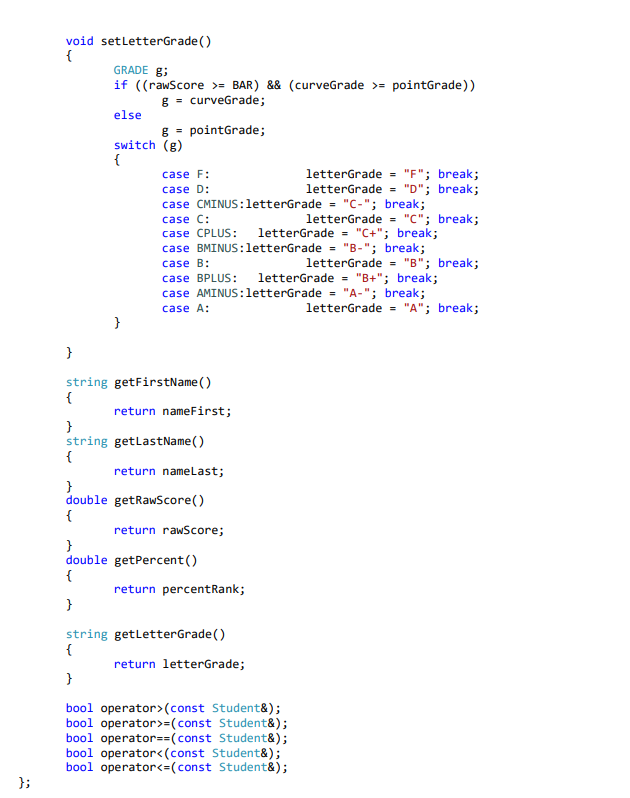 void setLetterGrade()
{
GRADE g;
if ((rawScore >= BAR) && (curveGrade >= pointGrade))
g = curveGrade;
else
g = pointGrade;
switch (g)
{
case F: letterGrade = "F"; break;
case D: letterGrade = "D"; break;
case CMINUS:letterGrade = "C-"; break;
case C: letterGrade = "C"; break;
case CPLUS: letterGrade = "C+"; break;
case BMINUS:letterGrade = "B-"; break;
case B: letterGrade = "B"; break;
case BPLUS: letterGrade = "B+"; break;
case AMINUS:letterGrade = "A-"; break;
case A: letterGrade = "A"; break;
}
}
string getFirstName()
{
return nameFirst;
}
string getLastName()
{
return nameLast;
}
double getRawScore()
{
return rawScore;
}
double getPercent()
{
return percentRank;
}
string getLetterGrade()
{
return letterGrade;
}
bool operator>(const Student&);
bool operator>=(const Student&);
bool operator==(const Student&);
bool operator<(const Student&);
bool operator<=(const Student&);
};